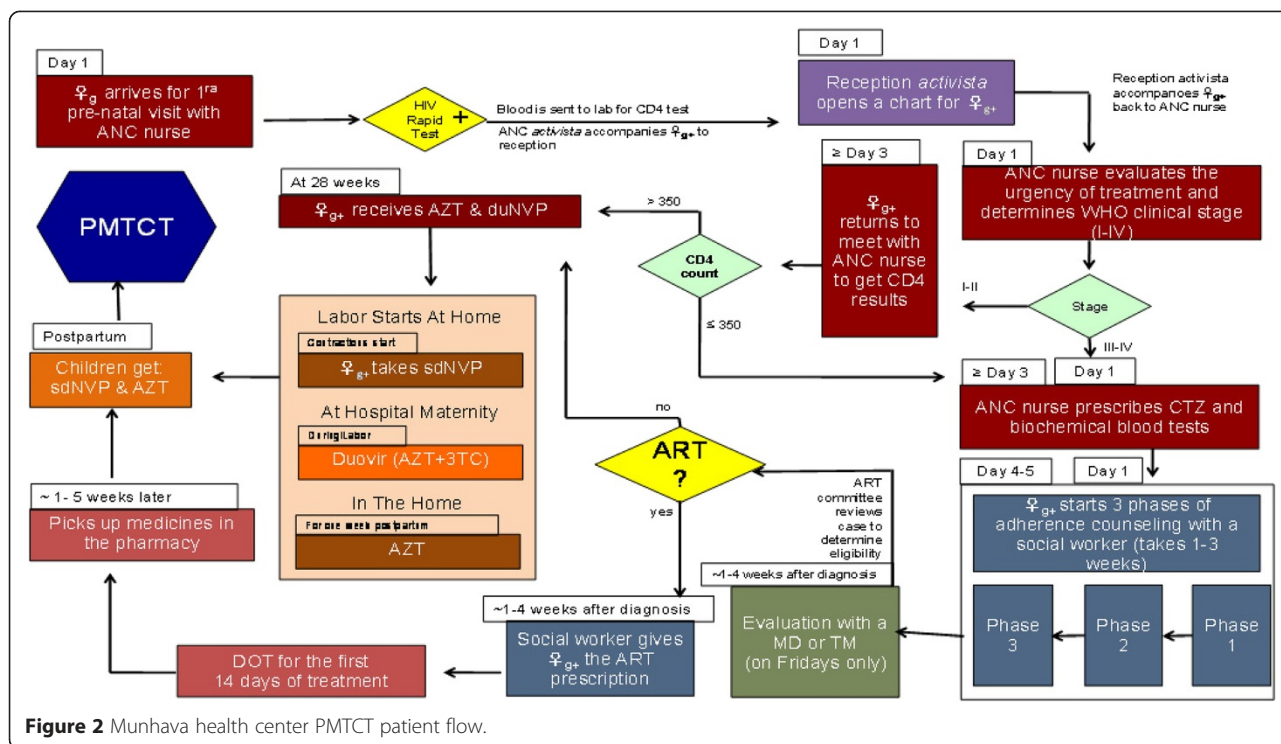 Day 1
♀g arrives for 1ra
pre-natal visit with
ANC nurse
HIV
Rapid
Test
+
Blood is sent to lab for CD4 test
ANC activista accompanies ♀g+ to
reception
Day 1
Reception activista
opens a chart for ♀g+
Reception activista
accompanies ♀g+
back to ANC nurse
Day 1
ANC nurse evaluates the
urgency of treatment and
determines WHO clinical stage
(I-IV)
Stage
I-II
III-IV
≥ Day 3
♀g+
returns to
meet with
ANC nurse
to get CD4
results
CD4
count
> 350
≤ 350
At 28 weeks
♀g+ receives AZT & duNVP
Labor Starts At Home
Contractions start
♀g+ takes sdNVP
At Hospital Maternity
During labor
Duovir (AZT+3TC)
In The Home
For one week postpartum
AZT
PMTCT
Postpartum
Children get:
sdNVP & AZT
≥ Day 3
Day 1
ANC nurse prescribes CTZ and
biochemical blood tests
Day 4-5
Day 1
♀g+ starts 3 phases of
adherence counseling with a
social worker (takes 1-3
weeks)
Phase
3
Phase
2
Phase
1
~1-4 weeks after diagnosis
Evaluation with a
MD or TM
(on Fridays only)
ART
committee
reviews
case to
determine
eligibility
ART
?
no
yes
~1-4 weeks after diagnosis
Social worker gives
♀g+ the ART
prescription
DOT for the first
14 days of treatment
~ 1- 5 weeks later
Picks up medicines in
the pharmacy
Figure 2 Munhava health center PMTCT patient flow.